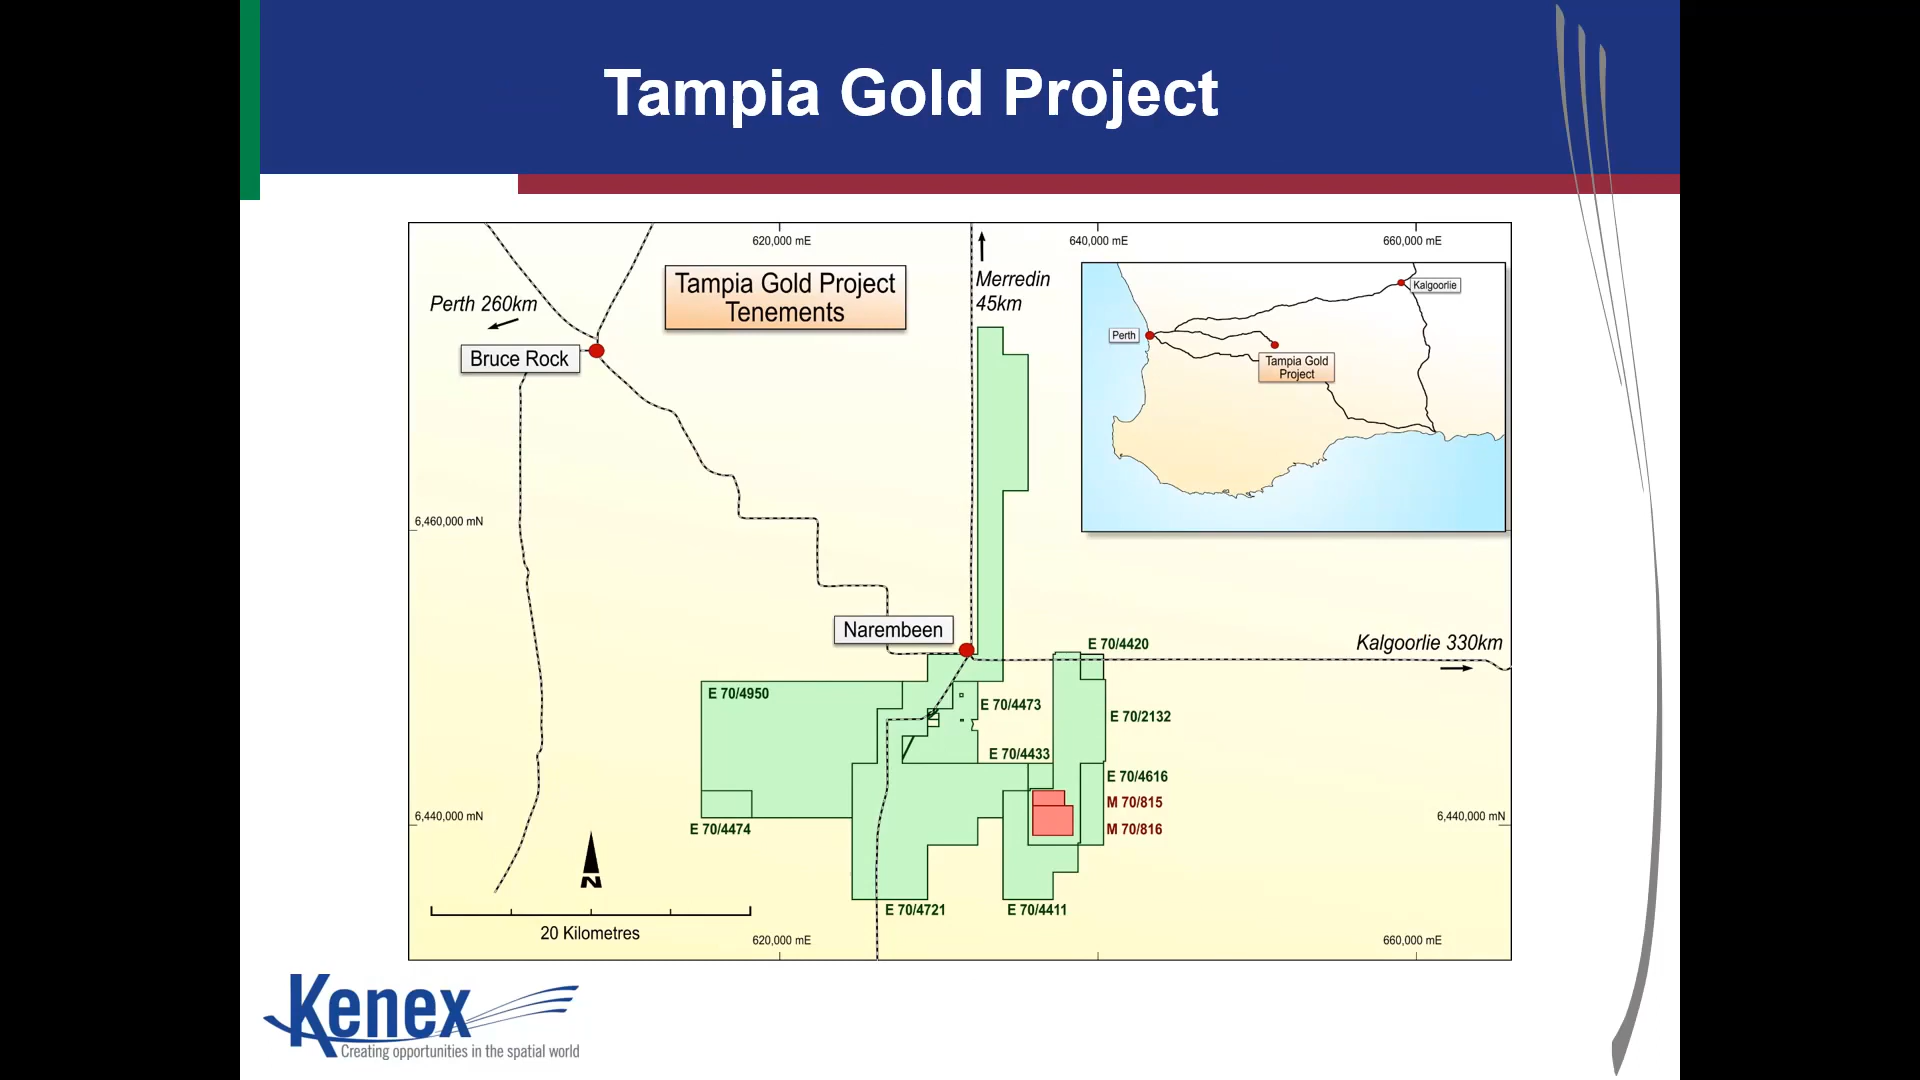 Tampia Gold Project
620,000 mE
640,000 mE
660,000 mE
Tampia Gold Project
Tenements
Merredin
45km
Perth 260km
Bruce Rock
Kalgoorlie
Perth
Tampia Gold
Project
6,460,000 mN
Narembeen
Kalgoorlie 330km
E 70/4420
E 70/4950
E 70/4473
E 70/2132
E 70/4433
E 70/4616
M 70/815
M 70/816
6,440,000 mN
6,440,000 mN
E 70/4474
N
E 70/4721
E 70/4411
20 Kilometres
620,000 mE
660,000 mE
Kenex
Creating opportunities in the spatial world